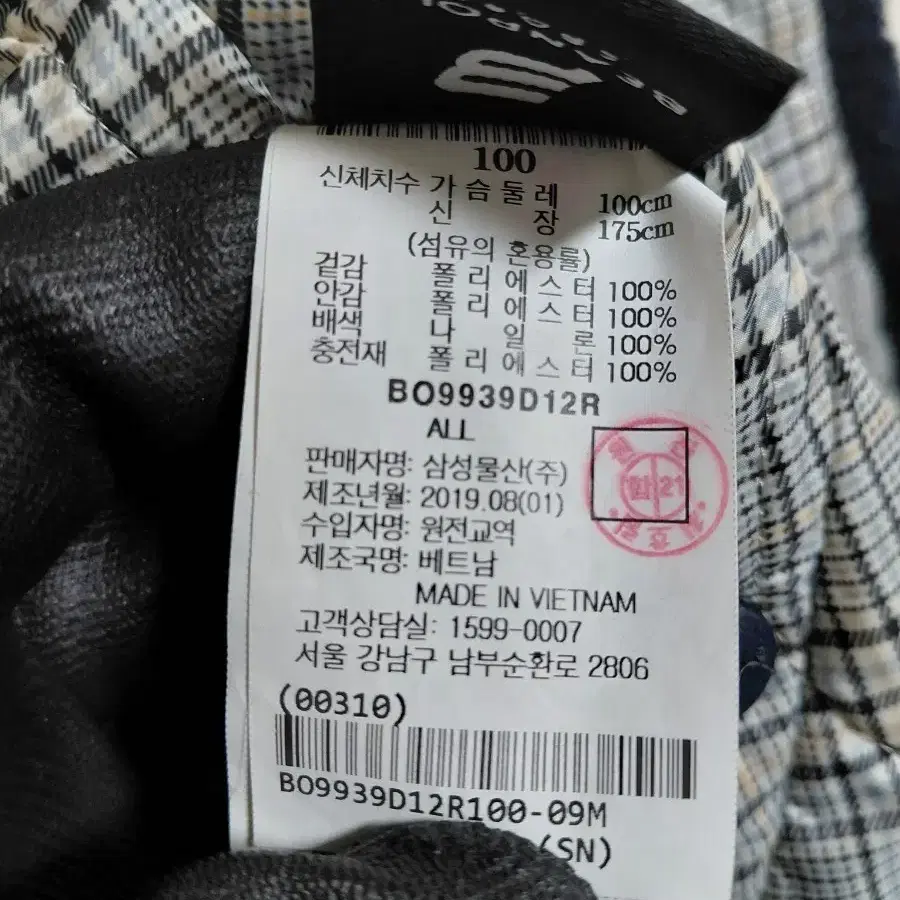 100
신체치수 가슴둘레 100cm
신장 175cm
(섬유의 혼용률)
겉감 폴리에스터 100%
안감 폴리에스터 100%
배색 나일론 100%
충전재 폴리에스터 100%
BO9939D12R
ALL
판매자명: 삼성물산(주)
제조년월: 2019.08(01)
수입자명: 원전교역
제조국명: 베트남
MADE IN VIETNAM
고객상담실: 1599-0007
서울 강남구 남부순환로 2806
(00310)
BO9939D12R100-09M
(SN)